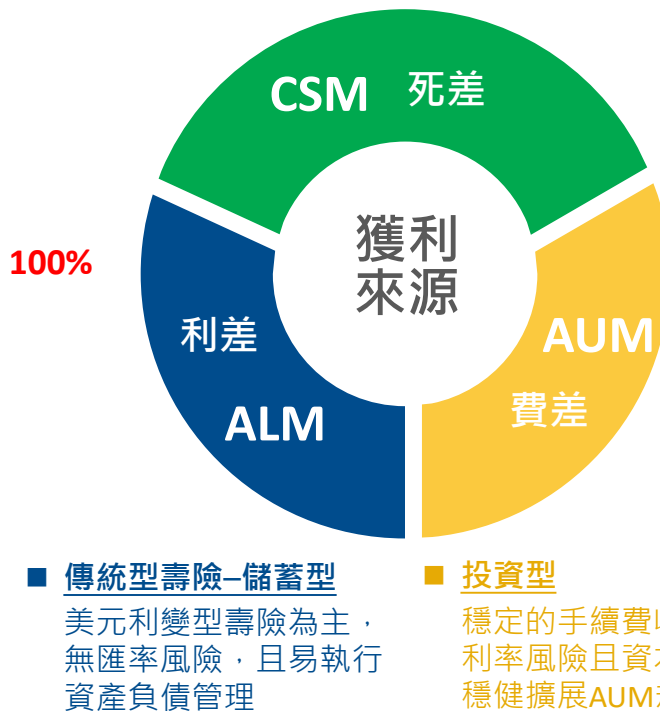 CSM 死差
獲利
來源
100%
利差
ALM
AUM
費差
■ 傳統型壽險–儲蓄型
美元利變型壽險為主，
無匯率風險，且易執行
資產負債管理
■ 投資型
穩定的手續費
利率風險且資
穩健擴展AUM